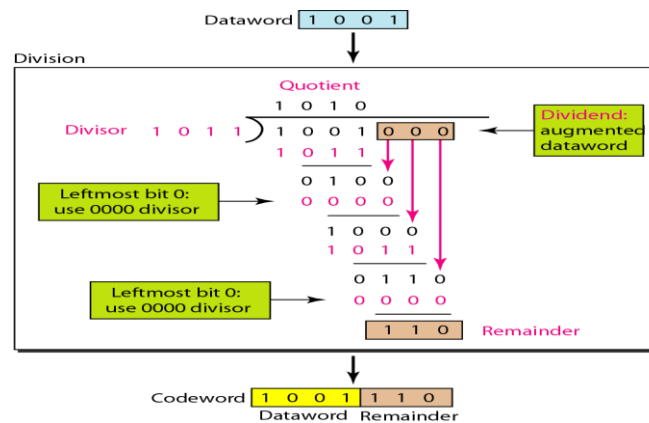 Dataword 1 0 0 1
Division
Quotient
1 0 1 0
Divisor 1 0 1 1 1 0 0 1 0 0 0
Dividend:
augmented
dataword
1 0 1 1
Leftmost bit 0:
use 0000 divisor
0 1 0 0
0 0 0 0
1 0 0 0
1 0 1 1
Leftmost bit 0:
use 0000 divisor
0 1 1 0
0 0 0 0
1 1 0 Remainder
Codeword 1 0 0 1 1 1 0
Dataword Remainder